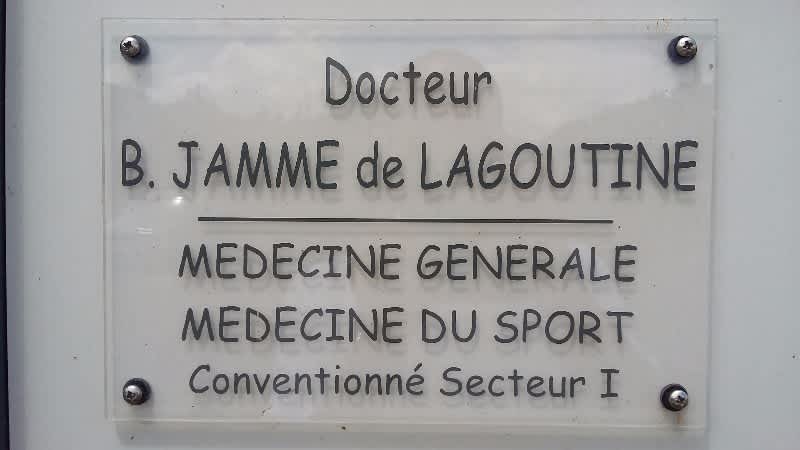 Docteur
B. JAMME de LAGOUTINE
MEDECINE GENERALE
MEDECINE DU SPORT
Conventionné Secteur I